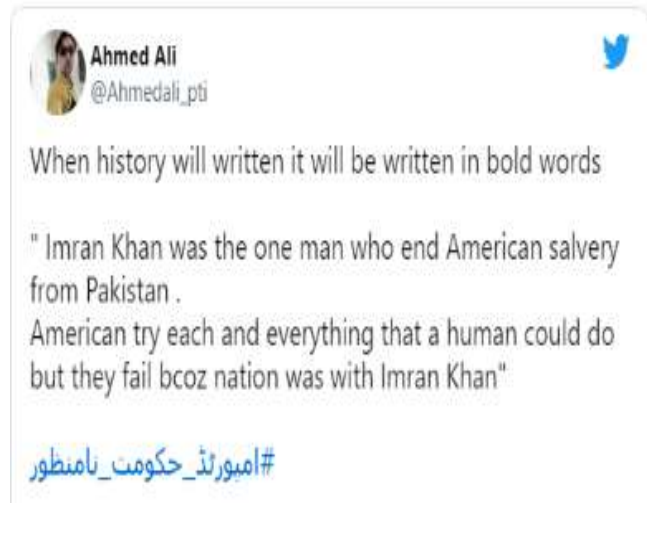 Ahmed Ali
@Ahmedali_pti
When history will written it will be written in bold words
" Imran Khan was the one man who end American salvery
from Pakistan .
American try each and everything that a human could do
but they fail bcoz nation was with Imran Khan"
#امپورٹڈ_حکومت_نامنظور